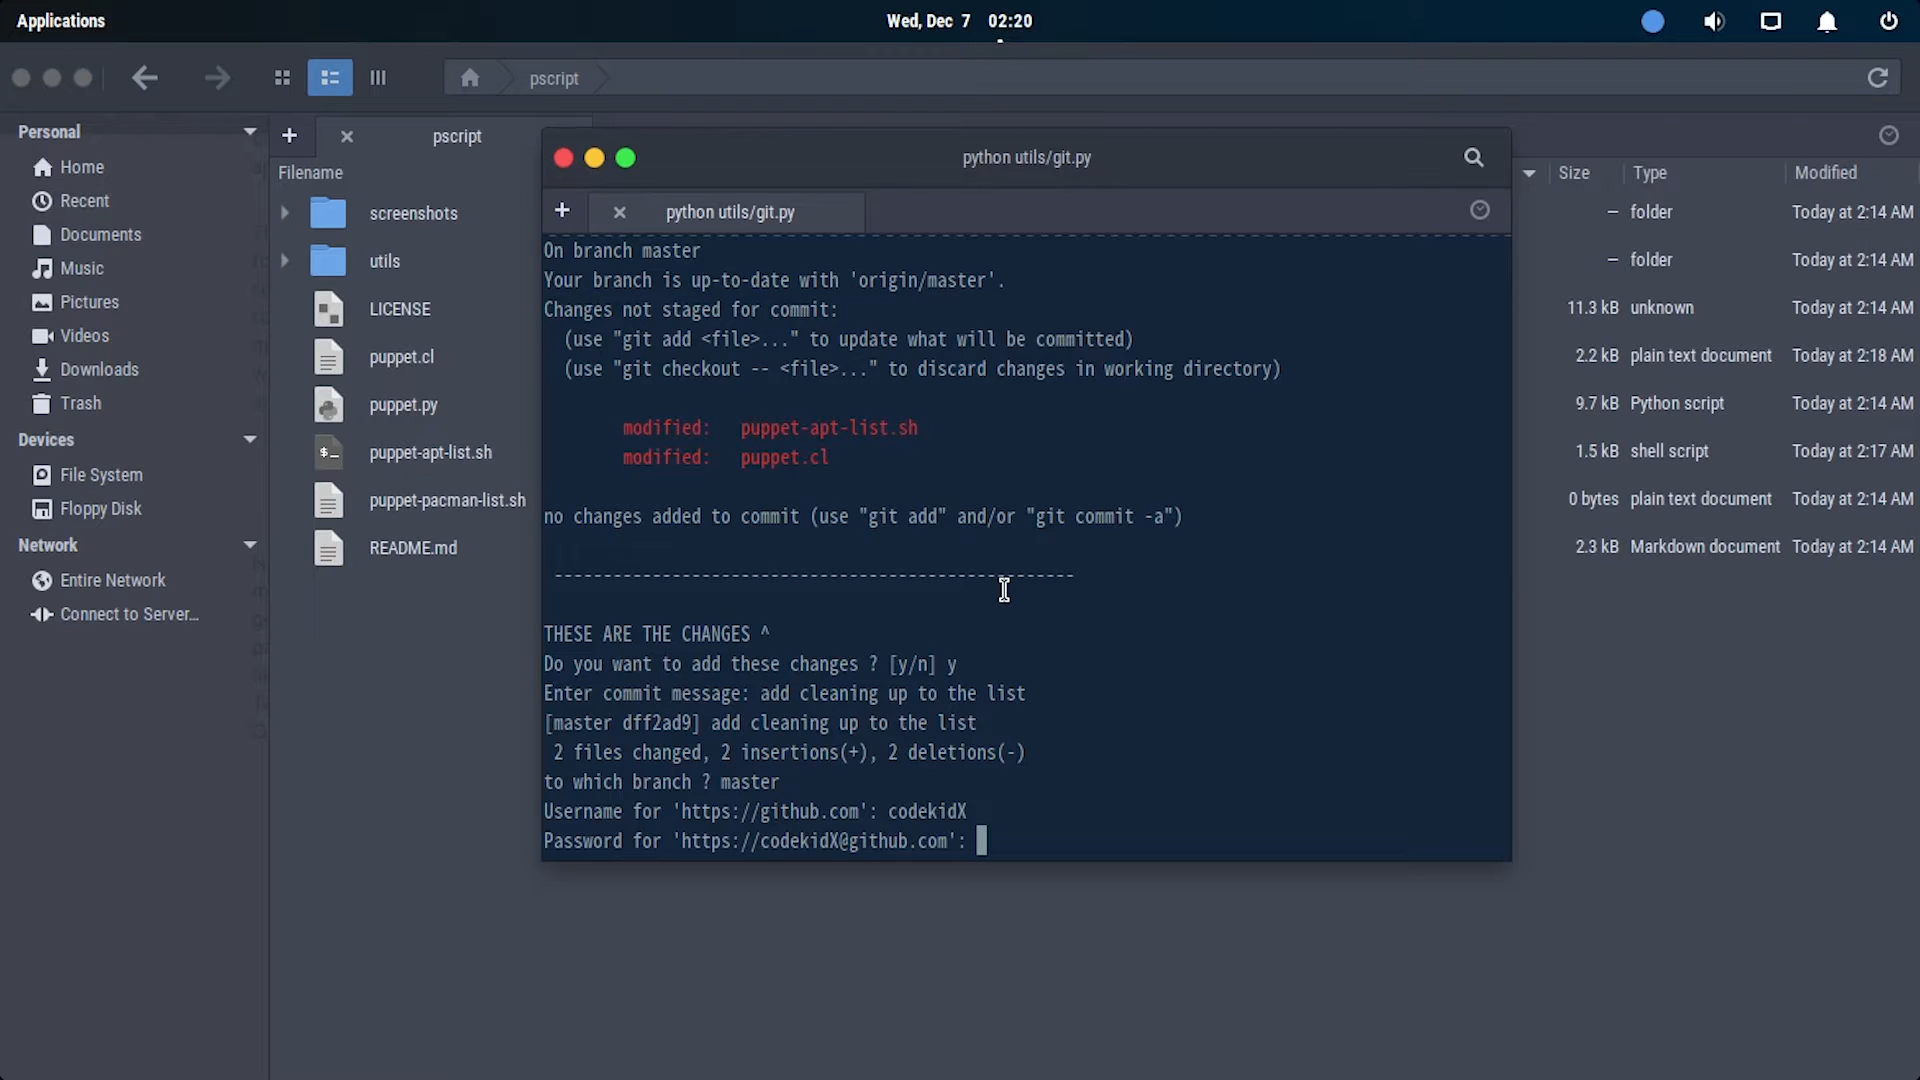 Applications
Wed, Dec 7 02:20
pscript
Personal
Home
Recent
Documents
Music
Pictures
Videos
Downloads
Trash
Devices
File System
Floppy Disk
Network
Entire Network
Connect to Server...
pscript
Filename
Size Type Modified
screenshots — folder Today at 2:14 AM
utils — folder Today at 2:14 AM
LICENSE 11.3 kB unknown Today at 2:14 AM
puppet.cl 2.2 kB plain text document Today at 2:18 AM
puppet.py 9.7 kB Python script Today at 2:14 AM
puppet-apt-list.sh 1.5 kB shell script Today at 2:17 AM
puppet-pacman-list.sh 0 bytes plain text document Today at 2:14 AM
README.md 2.3 kB Markdown document Today at 2:14 AM
python utils/git.py
python utils/git.py
On branch master
Your branch is up-to-date with 'origin/master'.
Changes not staged for commit:
(use "git add <file>..." to update what will be committed)
(use "git checkout -- <file>..." to discard changes in working directory)
modified: puppet-apt-list.sh
modified: puppet.cl
no changes added to commit (use "git add" and/or "git commit -a")
-----------------------------------------------------
THESE ARE THE CHANGES ^
Do you want to add these changes ? [y/n] y
Enter commit message: add cleaning up to the list
[master dff2ad9] add cleaning up to the list
2 files changed, 2 insertions(+), 2 deletions(-)
to which branch ? master
Username for 'https://github.com': codekidX
Password for 'https://codekidX@github.com':